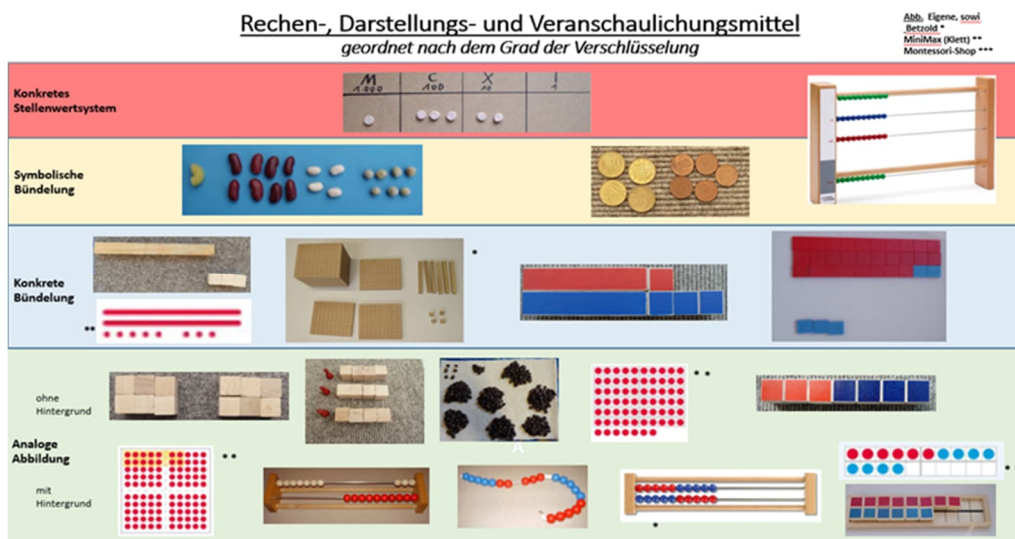 Rechen-, Darstellungs- und Veranschaulichungsmittel
geordnet nach dem Grad der Verschlüsselung
Abb. Eigene, sowi
Betzold *
MiniMax (Klett) **
Montessori-Shop ***
Konkretes
Stellenwertsystem
M C X I
1.000 100 10 1
Symbolische
Bündelung
Konkrete
Bündelung
*
**
ohne
Hintergrund
**
Analoge
Abbildung
A
mit
Hintergrund
**
*
*